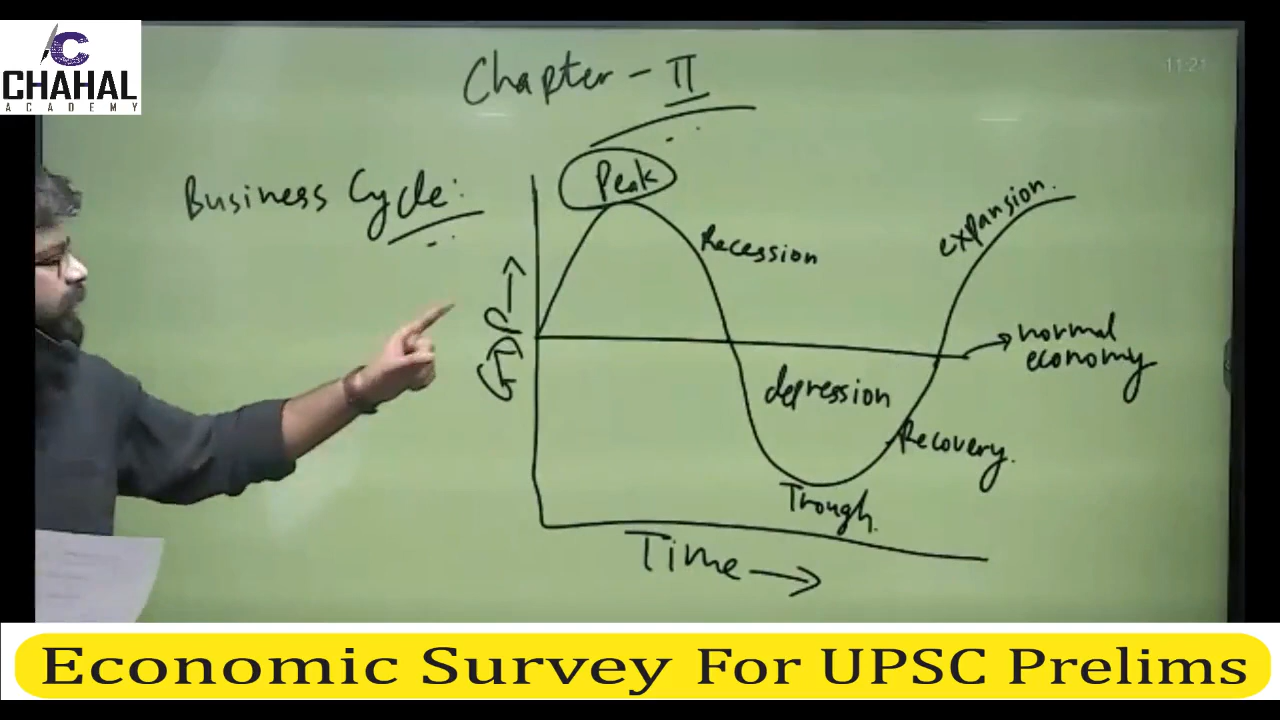 CHAHAL
ACADEMY
Chapter - II
11:21
Business Cycle:
Peak
Recession
expansion.
GDP
normal
economy
depression
Recovery.
Trough.
Time
Economic Survey For UPSC Prelims